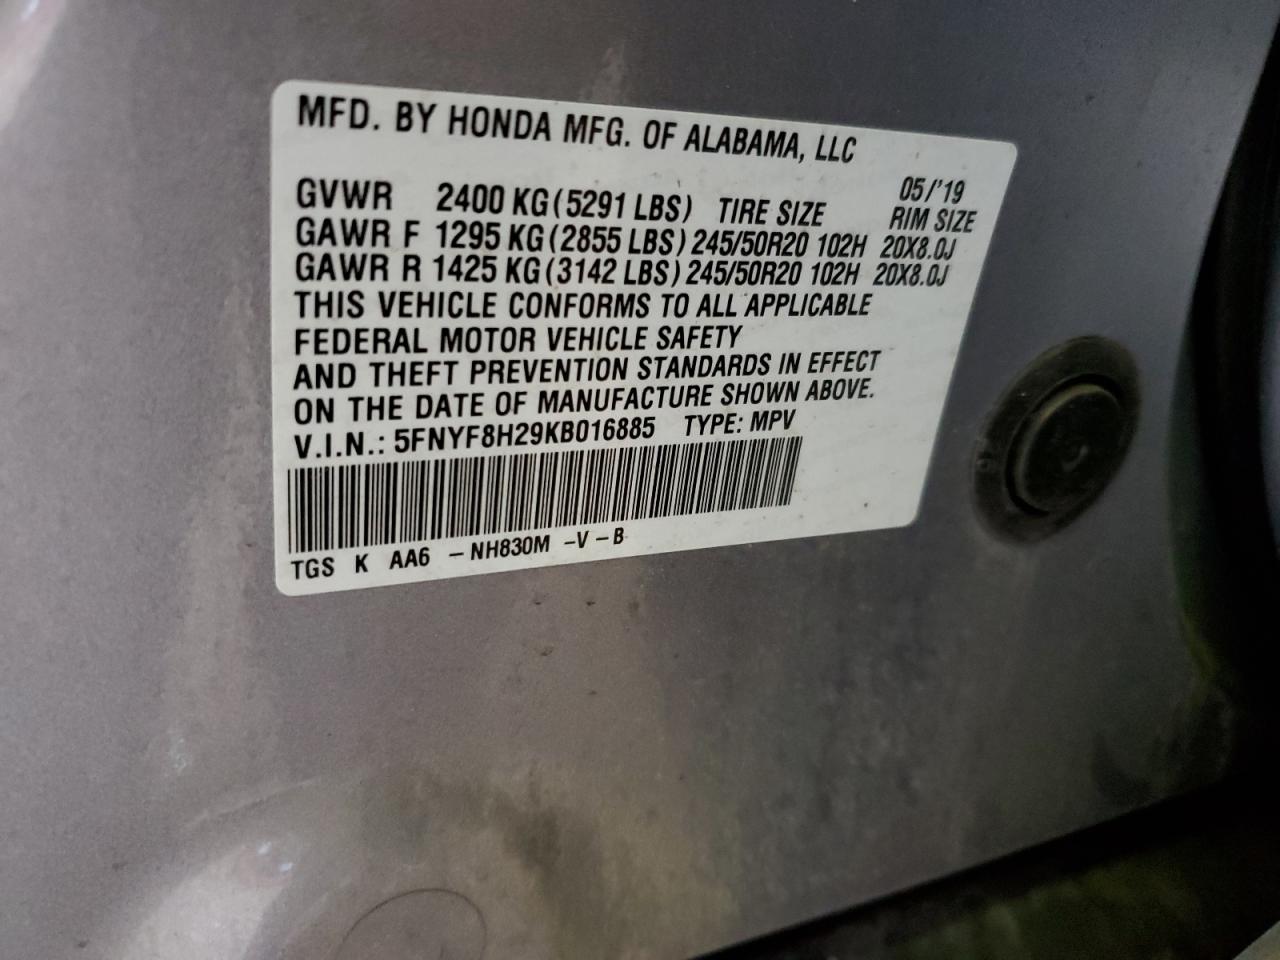 MFD. BY HONDA MFG. OF ALABAMA, LLC
05/'19
GVWR 2400 KG(5291 LBS) TIRE SIZE RIM SIZE
GAWR F 1295 KG(2855 LBS) 245/50R20 102H 20X8.0J
GAWR R 1425 KG(3142 LBS) 245/50R20 102H 20X8.0J
THIS VEHICLE CONFORMS TO ALL APPLICABLE
FEDERAL MOTOR VEHICLE SAFETY
AND THEFT PREVENTION STANDARDS IN EFFECT
ON THE DATE OF MANUFACTURE SHOWN ABOVE.
V.I.N.: 5FNYF8H29KB016885 TYPE: MPV
TGS K AA6 -NH830M -V-B